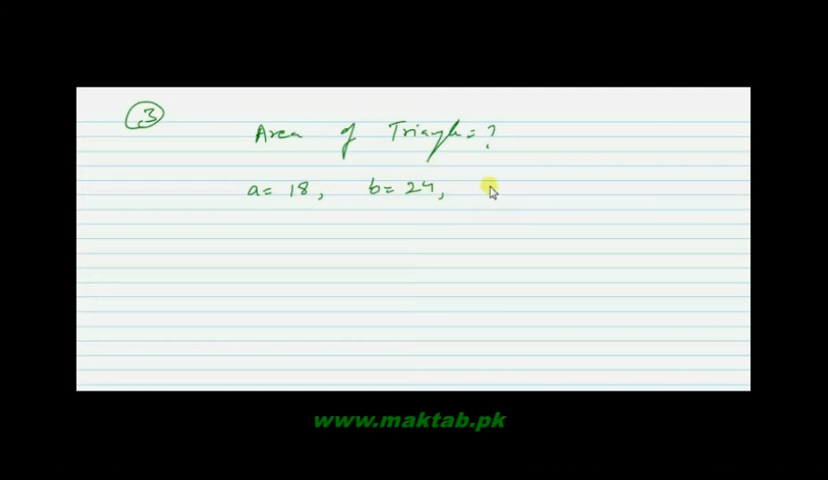 3
Area of Triangle = ?
a = 18, b = 24,
www.maktab.pk